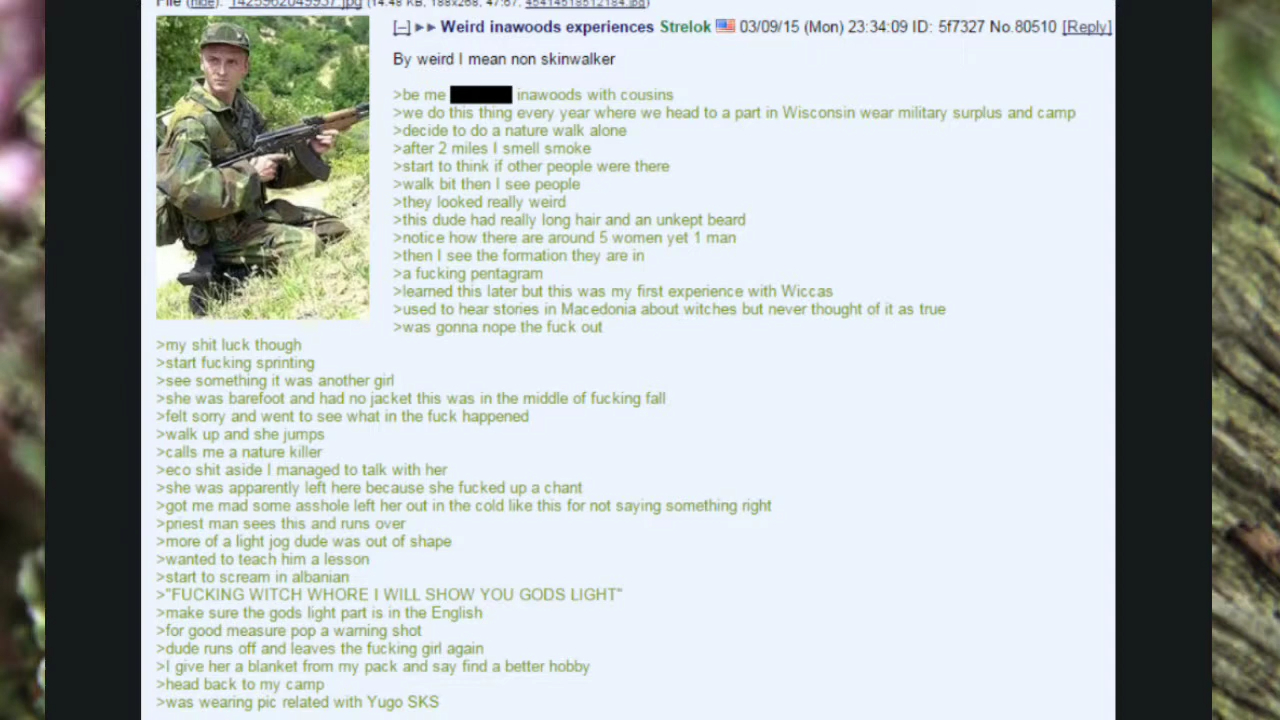 File (hide): 1425962049937.jpg (14.48 KB, 188x268, 47:67, 45414518512184.jpg)
[–] ►► Weird inawoods experiences Strelok 03/09/15 (Mon) 23:34:09 ID: 5f7327 No.80510 [Reply]
By weird I mean non skinwalker
>be me inawoods with cousins
>we do this thing every year where we head to a part in Wisconsin wear military surplus and camp
>decide to do a nature walk alone
>after 2 miles I smell smoke
>start to think if other people were there
>walk bit then I see people
>they looked really weird
>this dude had really long hair and an unkept beard
>notice how there are around 5 women yet 1 man
>then I see the formation they are in
>a fucking pentagram
>learned this later but this was my first experience with Wiccas
>used to hear stories in Macedonia about witches but never thought of it as true
>was gonna nope the fuck out
>my shit luck though
>start fucking sprinting
>see something it was another girl
>she was barefoot and had no jacket this was in the middle of fucking fall
>felt sorry and went to see what in the fuck happened
>walk up and she jumps
>calls me a nature killer
>eco shit aside I managed to talk with her
>she was apparently left here because she fucked up a chant
>got me mad some asshole left her out in the cold like this for not saying something right
>priest man sees this and runs over
>more of a light jog dude was out of shape
>wanted to teach him a lesson
>start to scream in albanian
>"FUCKING WITCH WHORE I WILL SHOW YOU GODS LIGHT"
>make sure the gods light part is in the English
>for good measure pop a warning shot
>dude runs off and leaves the fucking girl again
>I give her a blanket from my pack and say find a better hobby
>head back to my camp
>was wearing pic related with Yugo SKS